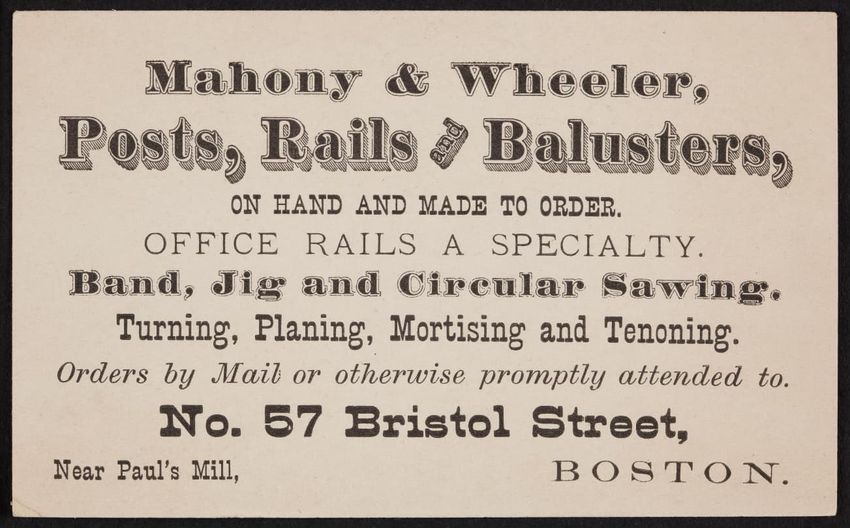 Mahony & Wheeler,
Posts, Rails and Balusters,
ON HAND AND MADE TO ORDER.
OFFICE RAILS A SPECIALTY.
Band, Jig and Circular Sawing.
Turning, Planing, Mortising and Tenoning.
Orders by Mail or otherwise promptly attended to.
No. 57 Bristol Street,
Near Paul's Mill, BOSTON.